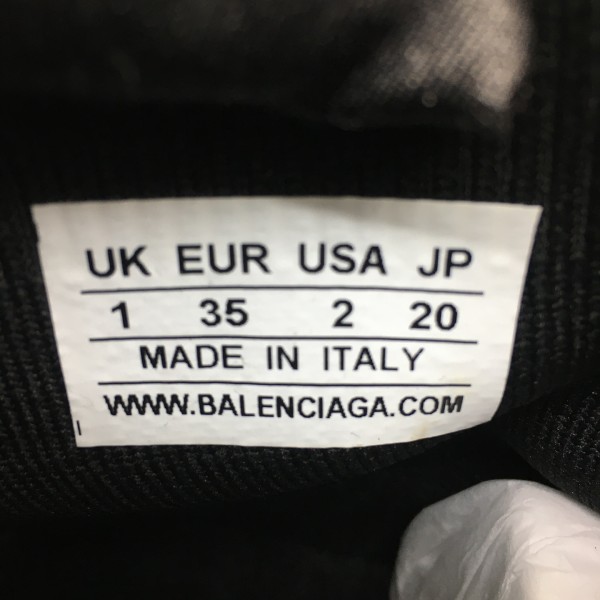 UK EUR USA JP
1 35 2 20
MADE IN ITALY
WWW.BALENCIAGA.COM